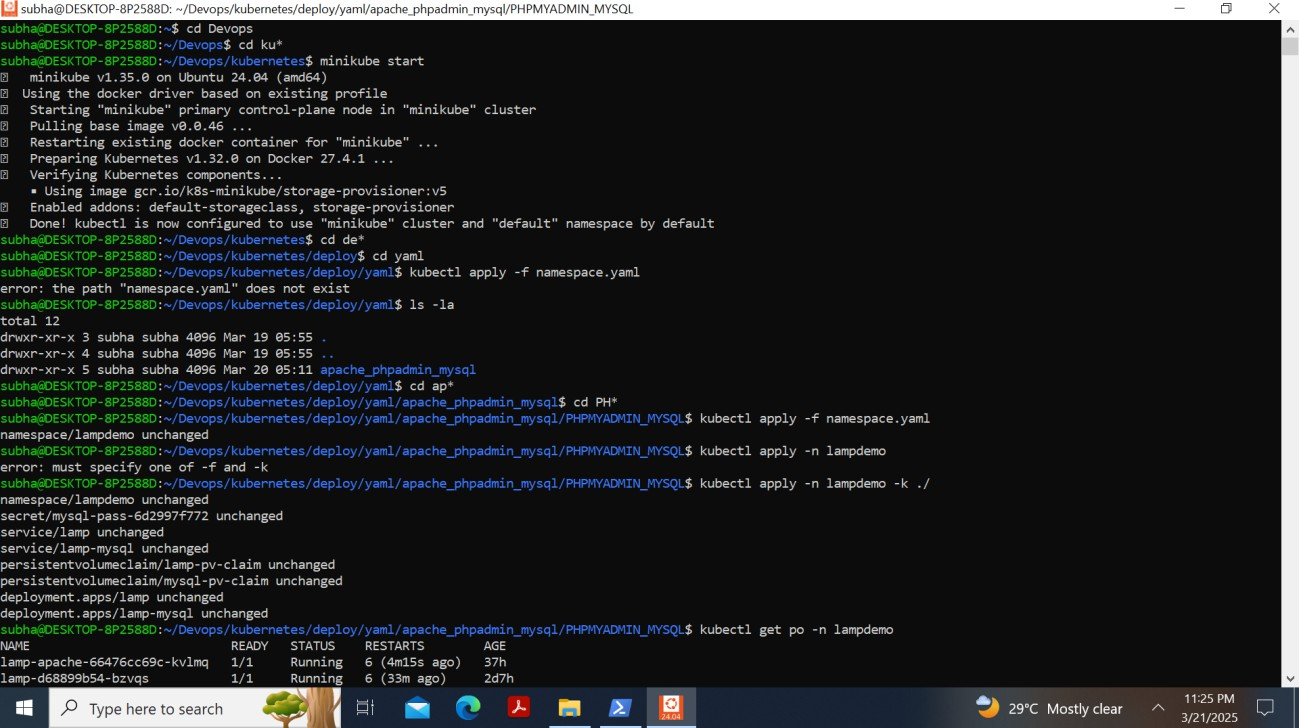 subha@DESKTOP-8P2588D: ~/Devops/kubernetes/deploy/yaml/apache_phpadmin_mysql/PHPMYADMIN_MYSQL
subha@DESKTOP-8P2588D:~$ cd Devops
subha@DESKTOP-8P2588D:~/Devops$ cd ku*
subha@DESKTOP-8P2588D:~/Devops/kubernetes$ minikube start
minikube v1.35.0 on Ubuntu 24.04 (amd64)
Using the docker driver based on existing profile
Starting "minikube" primary control-plane node in "minikube" cluster
Pulling base image v0.0.46 ...
Restarting existing docker container for "minikube" ...
Preparing Kubernetes v1.32.0 on Docker 27.4.1 ...
Verifying Kubernetes components...
▪ Using image gcr.io/k8s-minikube/storage-provisioner:v5
Enabled addons: default-storageclass, storage-provisioner
Done! kubectl is now configured to use "minikube" cluster and "default" namespace by default
subha@DESKTOP-8P2588D:~/Devops/kubernetes$ cd de*
subha@DESKTOP-8P2588D:~/Devops/kubernetes/deploy$ cd yaml
subha@DESKTOP-8P2588D:~/Devops/kubernetes/deploy/yaml$ kubectl apply -f namespace.yaml
error: the path "namespace.yaml" does not exist
subha@DESKTOP-8P2588D:~/Devops/kubernetes/deploy/yaml$ ls -la
total 12
drwxr-xr-x 3 subha subha 4096 Mar 19 05:55 .
drwxr-xr-x 4 subha subha 4096 Mar 19 05:55 ..
drwxr-xr-x 5 subha subha 4096 Mar 20 05:11 apache_phpadmin_mysql
subha@DESKTOP-8P2588D:~/Devops/kubernetes/deploy/yaml$ cd ap*
subha@DESKTOP-8P2588D:~/Devops/kubernetes/deploy/yaml/apache_phpadmin_mysql$ cd PH*
subha@DESKTOP-8P2588D:~/Devops/kubernetes/deploy/yaml/apache_phpadmin_mysql/PHPMYADMIN_MYSQL$ kubectl apply -f namespace.yaml
namespace/lampdemo unchanged
subha@DESKTOP-8P2588D:~/Devops/kubernetes/deploy/yaml/apache_phpadmin_mysql/PHPMYADMIN_MYSQL$ kubectl apply -n lampdemo
error: must specify one of -f and -k
subha@DESKTOP-8P2588D:~/Devops/kubernetes/deploy/yaml/apache_phpadmin_mysql/PHPMYADMIN_MYSQL$ kubectl apply -n lampdemo -k ./
namespace/lampdemo unchanged
secret/mysql-pass-6d2997f772 unchanged
service/lamp unchanged
service/lamp-mysql unchanged
persistentvolumeclaim/lamp-pv-claim unchanged
persistentvolumeclaim/mysql-pv-claim unchanged
deployment.apps/lamp unchanged
deployment.apps/lamp-mysql unchanged
subha@DESKTOP-8P2588D:~/Devops/kubernetes/deploy/yaml/apache_phpadmin_mysql/PHPMYADMIN_MYSQL$ kubectl get po -n lampdemo
NAME READY STATUS RESTARTS AGE
lamp-apache-66476cc69c-kvlmq 1/1 Running 6 (4m15s ago) 37h
lamp-d68899b54-bzvqs 1/1 Running 6 (33m ago) 2d7h
Type here to search
24.04
29°C Mostly clear
11:25 PM
3/21/2025